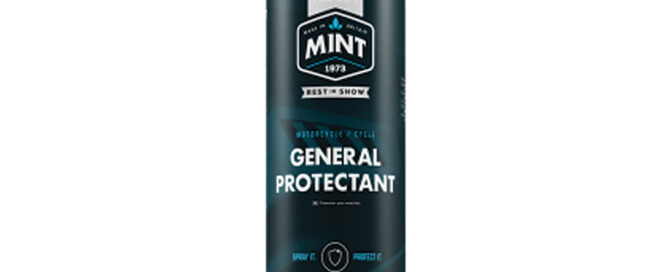 MADE IN BRITAIN
MINT
1973
BEST IN SHOW
MOTORCYCLE / CYCLE
GENERAL
PROTECTANT
SPRAY IT. PROTECT IT.